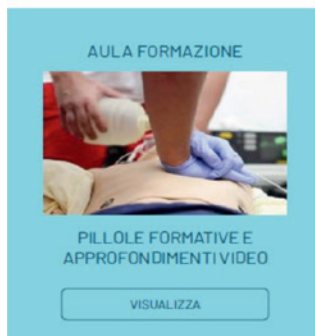 AULA FORMAZIONE
PILLOLE FORMATIVE E
APPROFONDIMENTI VIDEO
VISUALIZZA